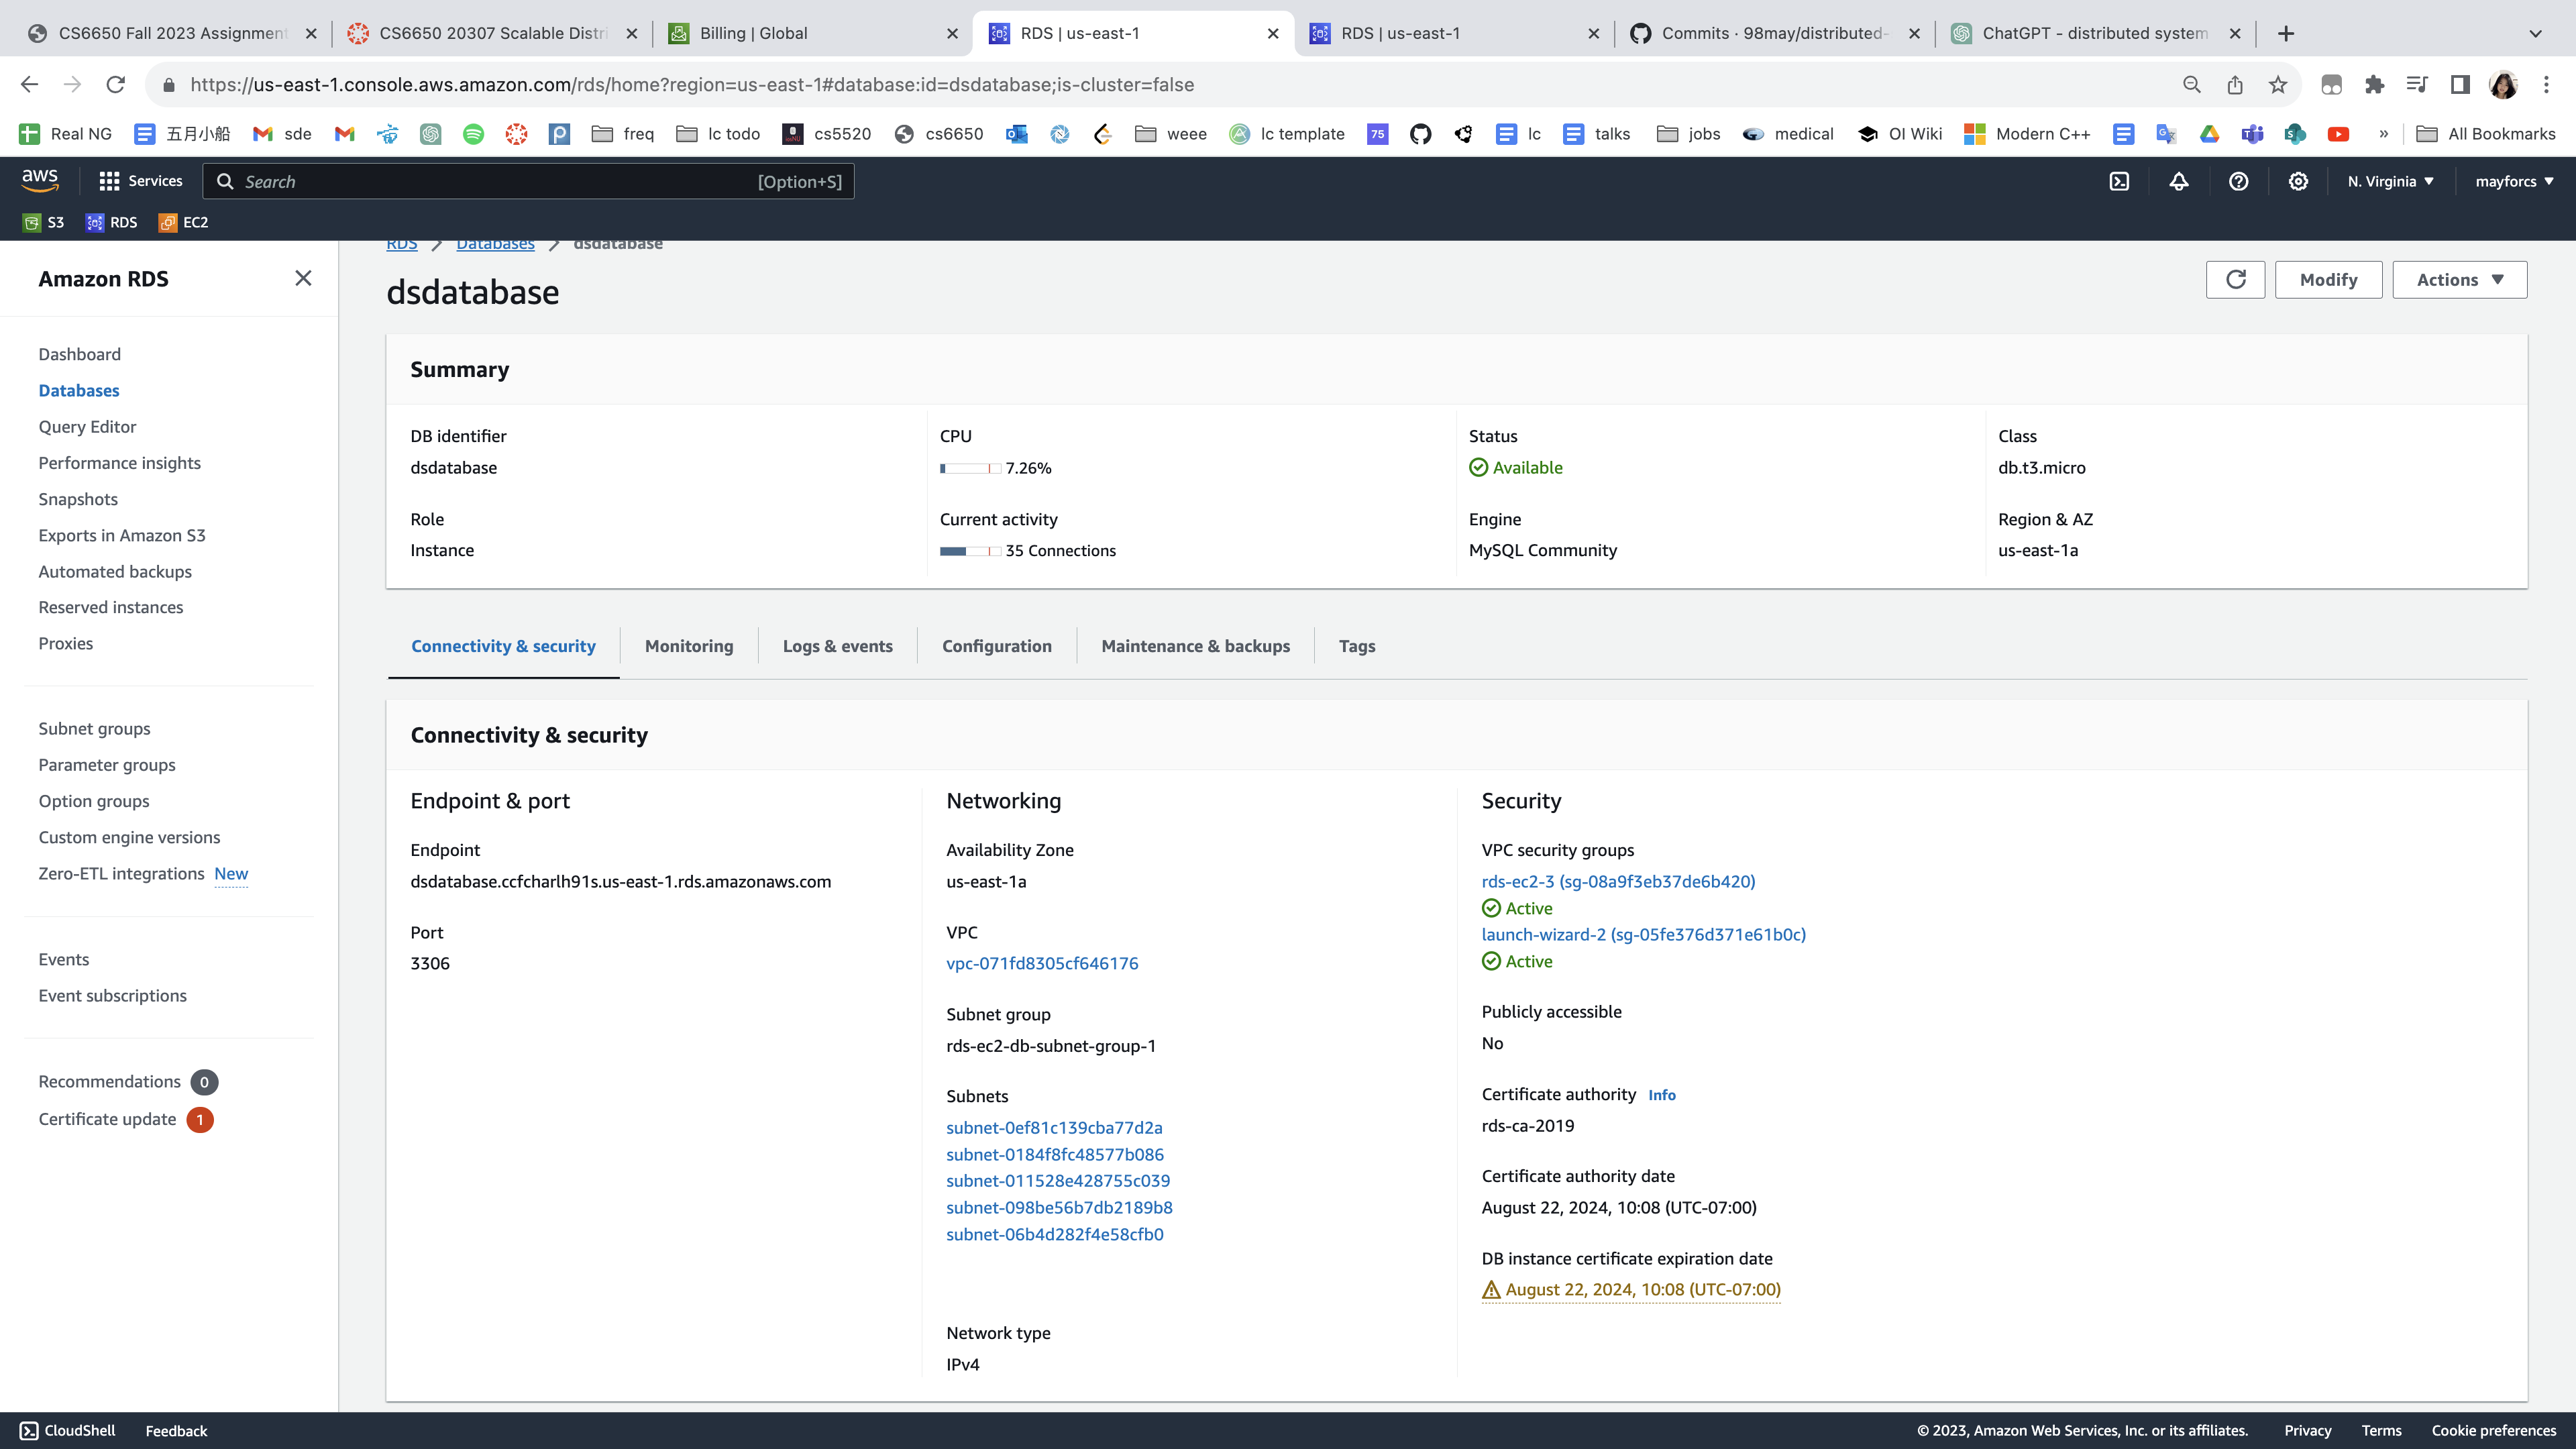 CS6650 Fall 2023 Assignment
CS6650 20307 Scalable Distri
Billing | Global
RDS | us-east-1
RDS | us-east-1
Commits · 98may/distributed-
ChatGPT - distributed system
https://us-east-1.console.aws.amazon.com/rds/home?region=us-east-1#database:id=dsdatabase;is-cluster=false
Real NG
五月小船
sde
freq
lc todo
cs5520
cs6650
weee
lc template
75
lc
talks
jobs
medical
OI Wiki
Modern C++
»
All Bookmarks
aws
Services
Search
[Option+S]
N. Virginia
mayforcs
S3
RDS
EC2
RDS
Databases
dsdatabase
Amazon RDS
dsdatabase
Modify
Actions
Dashboard
Databases
Query Editor
Performance insights
Snapshots
Exports in Amazon S3
Automated backups
Reserved instances
Proxies
Subnet groups
Parameter groups
Option groups
Custom engine versions
Zero-ETL integrations New
Events
Event subscriptions
Recommendations 0
Certificate update 1
Summary
DB identifier
dsdatabase
CPU
7.26%
Status
Available
Class
db.t3.micro
Role
Instance
Current activity
35 Connections
Engine
MySQL Community
Region & AZ
us-east-1a
Connectivity & security
Monitoring
Logs & events
Configuration
Maintenance & backups
Tags
Connectivity & security
Endpoint & port
Endpoint
dsdatabase.ccfcharlh91s.us-east-1.rds.amazonaws.com
Port
3306
Networking
Availability Zone
us-east-1a
VPC
vpc-071fd8305cf646176
Subnet group
rds-ec2-db-subnet-group-1
Subnets
subnet-0ef81c139cba77d2a
subnet-0184f8fc48577b086
subnet-011528e428755c039
subnet-098be56b7db2189b8
subnet-06b4d282f4e58cfb0
Network type
IPv4
Security
VPC security groups
rds-ec2-3 (sg-08a9f3eb37de6b420)
Active
launch-wizard-2 (sg-05fe376d371e61b0c)
Active
Publicly accessible
No
Certificate authority Info
rds-ca-2019
Certificate authority date
August 22, 2024, 10:08 (UTC-07:00)
DB instance certificate expiration date
August 22, 2024, 10:08 (UTC-07:00)
CloudShell
Feedback
© 2023, Amazon Web Services, Inc. or its affiliates.
Privacy
Terms
Cookie preferences